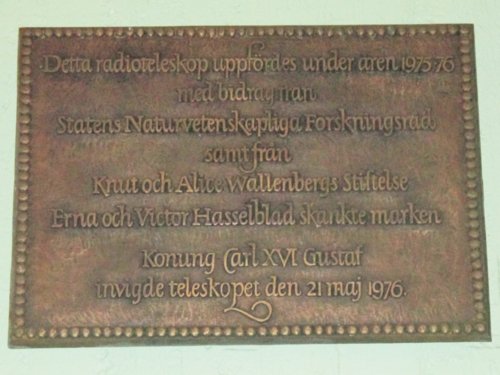 Detta radioteleskop uppfördes under åren 1975-76
med bidrag från
Statens Naturvetenskapliga Forskningsråd
samt från
Knut och Alice Wallenbergs Stiftelse
Erna och Victor Hasselblad skänkte marken
Konung Carl XVI Gustaf
invigde teleskopet den 21 maj 1976.